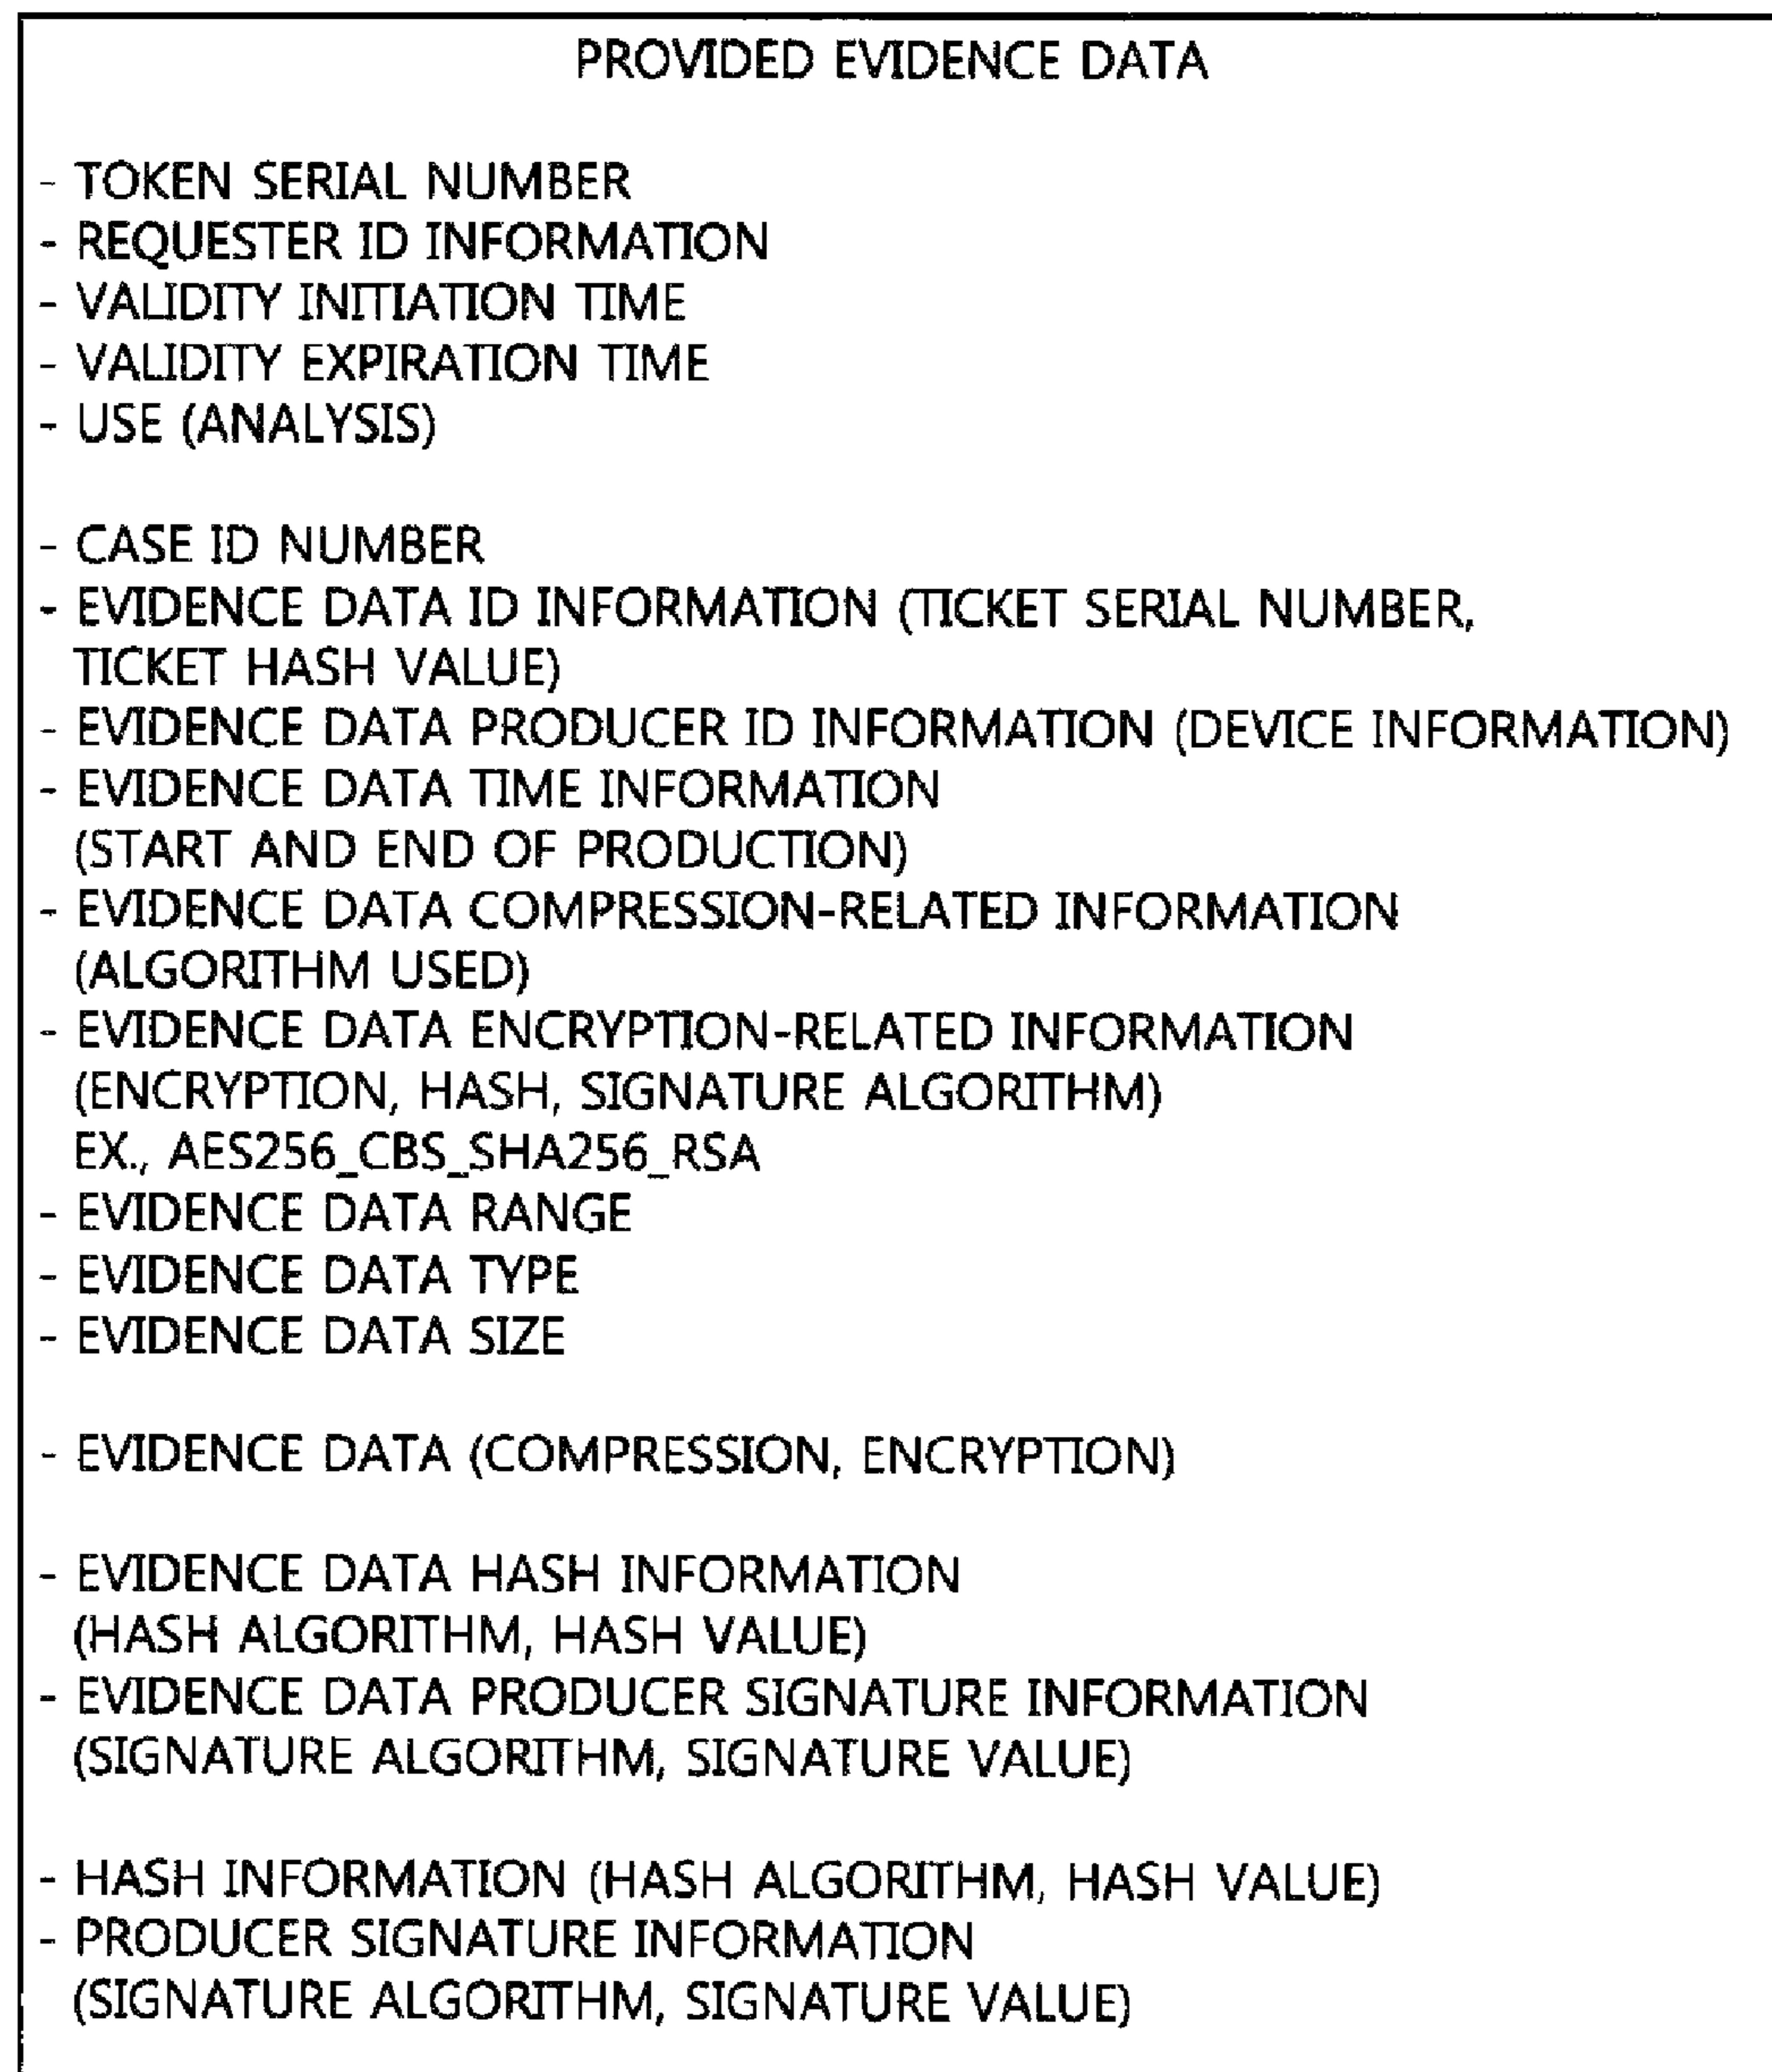 PROVIDED EVIDENCE DATA
- TOKEN SERIAL NUMBER
- REQUESTER ID INFORMATION
- VALIDITY INITIATION TIME
- VALIDITY EXPIRATION TIME
- USE (ANALYSIS)
- CASE ID NUMBER
- EVIDENCE DATA ID INFORMATION (TICKET SERIAL NUMBER,
TICKET HASH VALUE)
- EVIDENCE DATA PRODUCER ID INFORMATION (DEVICE INFORMATION)
- EVIDENCE DATA TIME INFORMATION
(START AND END OF PRODUCTION)
- EVIDENCE DATA COMPRESSION-RELATED INFORMATION
(ALGORITHM USED)
- EVIDENCE DATA ENCRYPTION-RELATED INFORMATION
(ENCRYPTION, HASH, SIGNATURE ALGORITHM)
EX., AES256_CBS_SHA256_RSA
- EVIDENCE DATA RANGE
- EVIDENCE DATA TYPE
- EVIDENCE DATA SIZE
- EVIDENCE DATA (COMPRESSION, ENCRYPTION)
- EVIDENCE DATA HASH INFORMATION
(HASH ALGORITHM, HASH VALUE)
- EVIDENCE DATA PRODUCER SIGNATURE INFORMATION
(SIGNATURE ALGORITHM, SIGNATURE VALUE)
- HASH INFORMATION (HASH ALGORITHM, HASH VALUE)
- PRODUCER SIGNATURE INFORMATION
(SIGNATURE ALGORITHM, SIGNATURE VALUE)